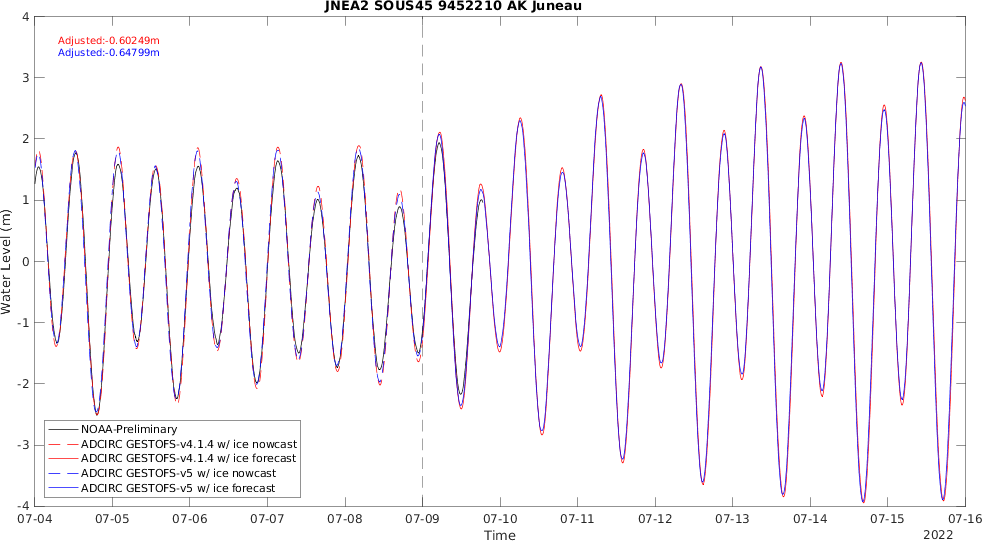 JNEA2 SOUS45 9452210 AK Juneau
4
Adjusted:-0.60249m
Adjusted:-0.64799m
3
2
1
0
-1
-2
-3
-4
Water Level (m)
NOAA-Preliminary
ADCIRC GESTOFS-v4.1.4 w/ ice nowcast
ADCIRC GESTOFS-v4.1.4 w/ ice forecast
ADCIRC GESTOFS-v5 w/ ice nowcast
ADCIRC GESTOFS-v5 w/ ice forecast
07-04 07-05 07-06 07-07 07-08 07-09 07-10 07-11 07-12 07-13 07-14 07-15 07-16
Time
2022